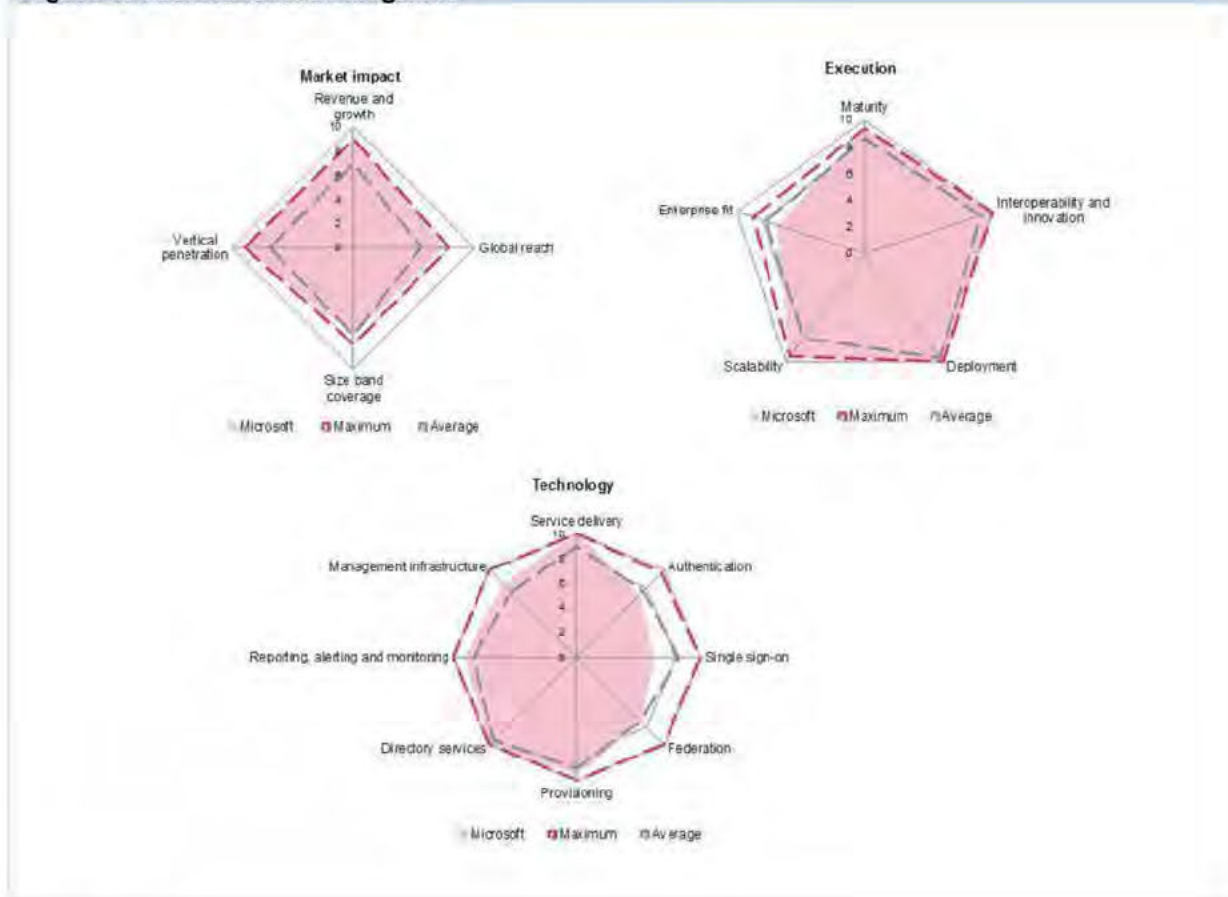 Market impact
Revenue and
growth
10
8
6
4
2
0
Vertical
penetration
Global reach
Size band
coverage
Microsoft Maximum Average
Execution
Maturity
10
8
6
4
2
0
Enterprise fit
Interoperability and
innovation
Scalability
Deployment
Microsoft Maximum Average
Technology
Service delivery
10
8
6
4
2
0
Management infrastructure
Authentication
Reporting, alerting and monitoring
Single sign-on
Directory services
Federation
Provisioning
Microsoft Maximum Average